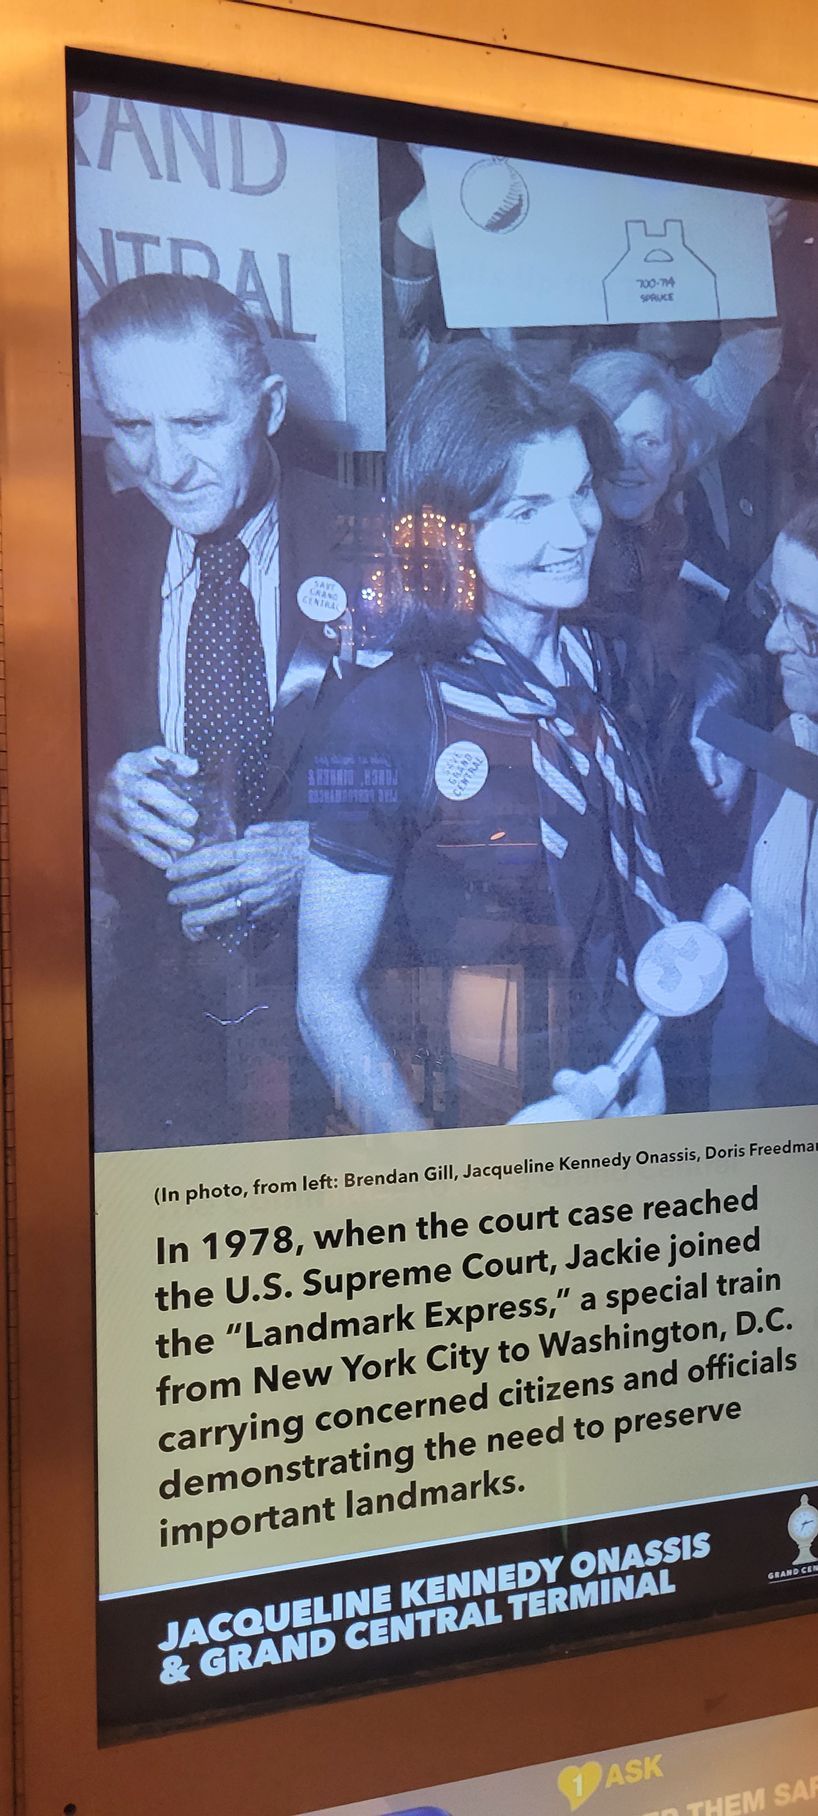 RAND
NTRAL
700-714
SPRUCE
SAVE
GRAND
CENTRAL
SAVE
GRAND
CENTRAL
(In photo, from left: Brendan Gill, Jacqueline Kennedy Onassis, Doris Freedma
In 1978, when the court case reached
the U.S. Supreme Court, Jackie joined
the “Landmark Express,” a special train
from New York City to Washington, D.C.
carrying concerned citizens and officials
demonstrating the need to preserve
important landmarks.
JACQUELINE KENNEDY ONASSIS
& GRAND CENTRAL TERMINAL
GRAND CEN
1 ASK
THEM SAF